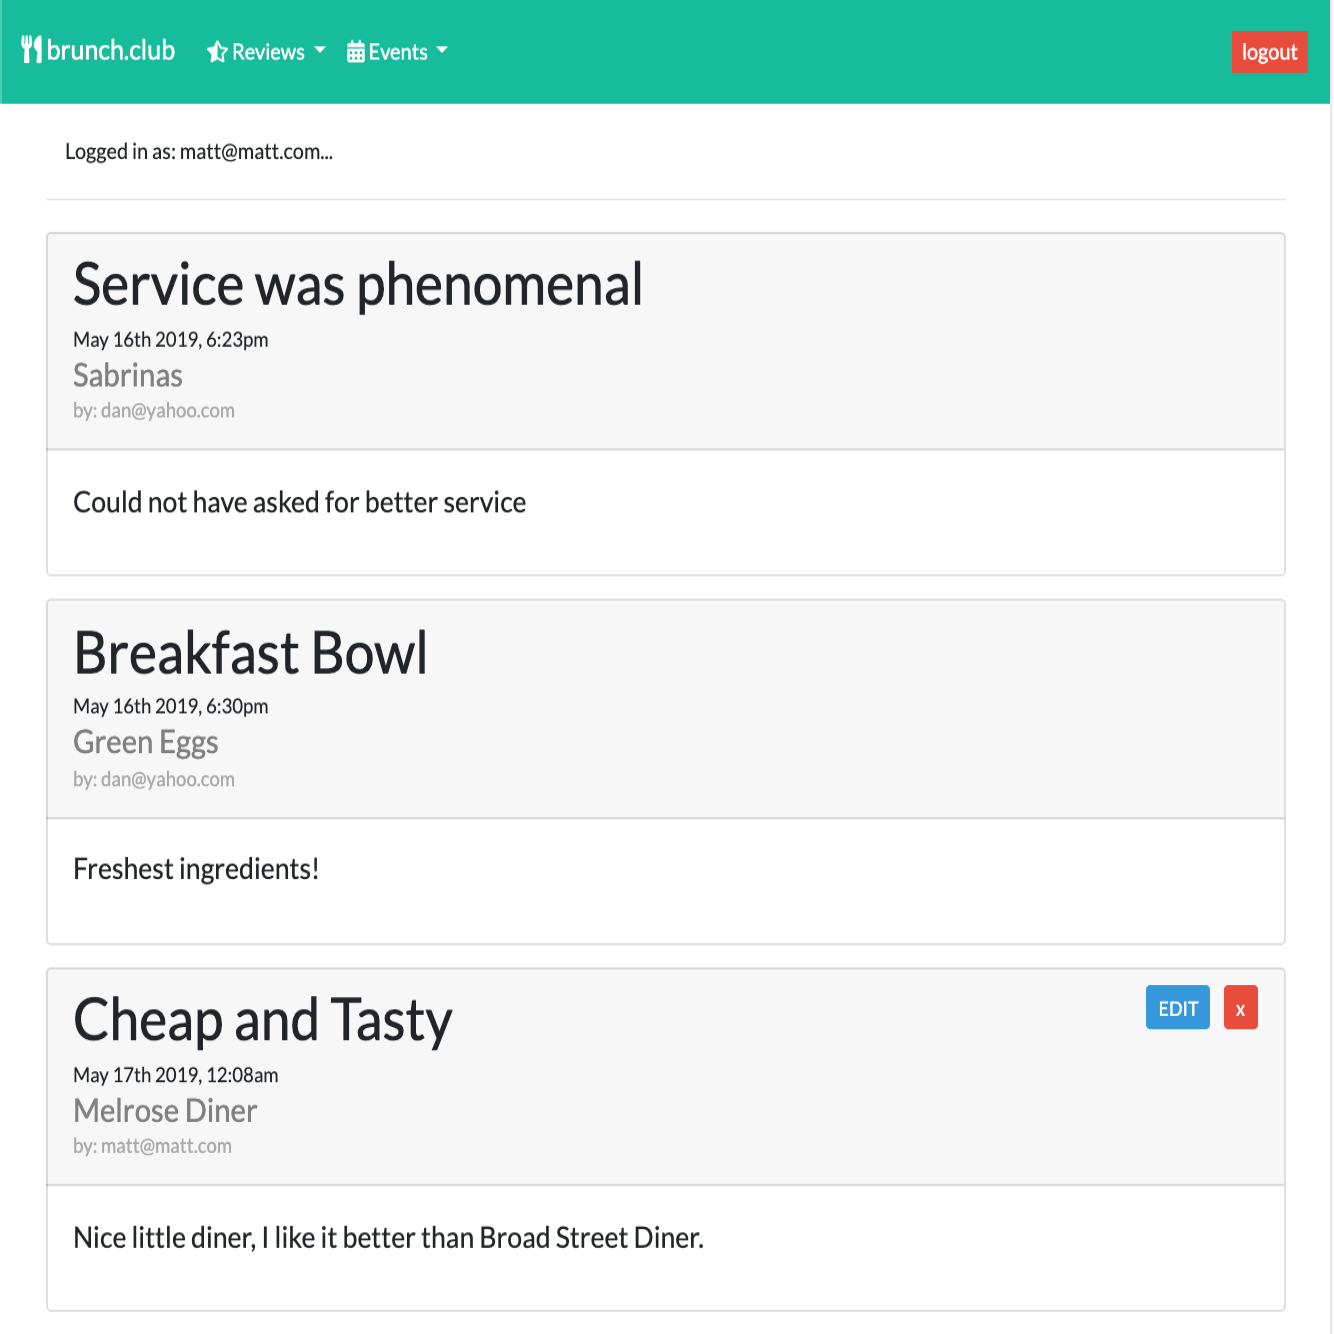 brunch.club Reviews Events logout
Logged in as: matt@matt.com...
Service was phenomenal
May 16th 2019, 6:23pm
Sabrinas
by: dan@yahoo.com
Could not have asked for better service
Breakfast Bowl
May 16th 2019, 6:30pm
Green Eggs
by: dan@yahoo.com
Freshest ingredients!
Cheap and Tasty
EDIT x
May 17th 2019, 12:08am
Melrose Diner
by: matt@matt.com
Nice little diner, I like it better than Broad Street Diner.